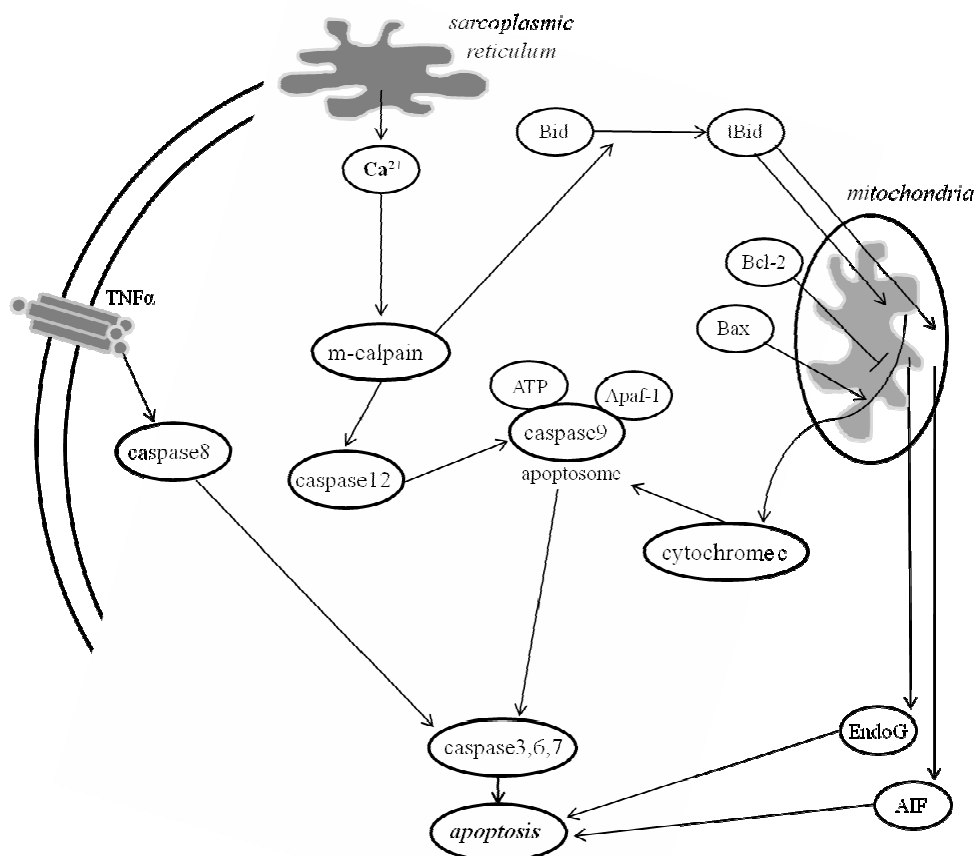 sarcoplasmic
reticulum
Bid
tBid
Ca²⁺
mitochondria
Bcl-2
TNFα
Bax
m-calpain
ATP
Apaf-1
caspase9
caspase8
caspase12
apoptosome
cytochrome c
EndoG
caspase3,6,7
AIF
apoptosis